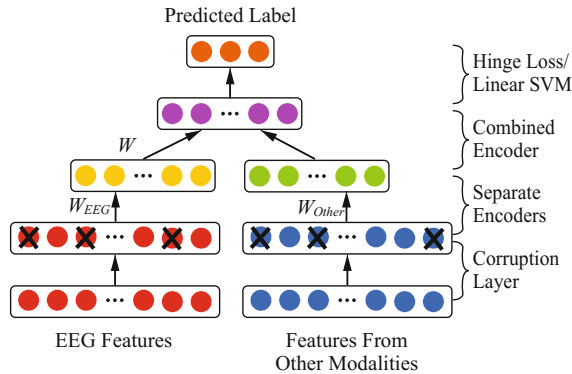 Predicted Label
Hinge Loss/
Linear SVM
W
Combined
Encoder
W_EEG
W_Other
Separate
Encoders
Corruption
Layer
EEG Features
Features From
Other Modalities